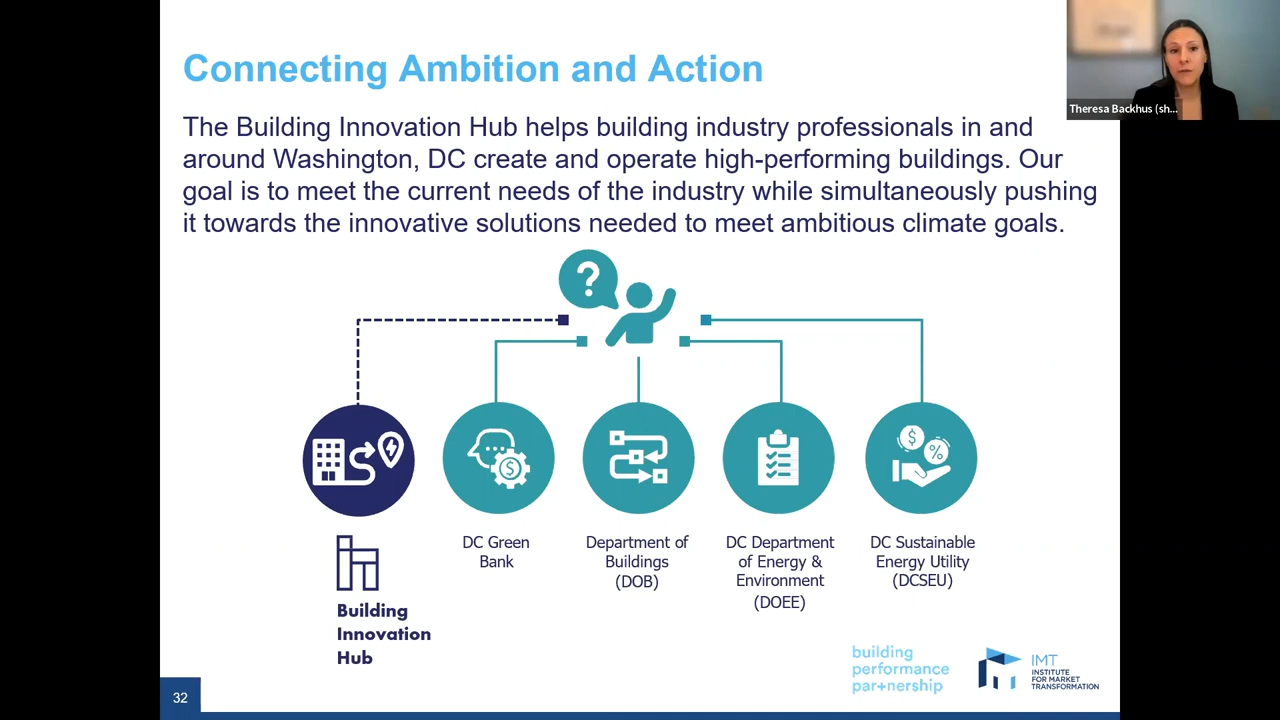 Connecting Ambition and Action
Theresa Backhus (sh...
The Building Innovation Hub helps building industry professionals in and
around Washington, DC create and operate high-performing buildings. Our
goal is to meet the current needs of the industry while simultaneously pushing
it towards the innovative solutions needed to meet ambitious climate goals.
?
$
$
%
Building
Innovation
Hub
DC Green
Bank
Department of
Buildings
(DOB)
DC Department
of Energy &
Environment
(DOEE)
DC Sustainable
Energy Utility
(DCSEU)
building
performance
par+nership
IMT
INSTITUTE
FOR MARKET
TRANSFORMATION
32